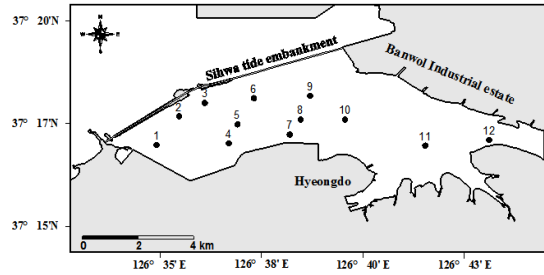 37° 20'N
N
W E
S
Sihwa tide embankment
Banwol Industrial estate
37° 17'N
1
2
3
4
5
6
7
8
9
10
11
12
Hyeongdo
37° 15'N
0 2 4 km
126° 35' E
126° 38' E
126° 40' E
126° 43' E